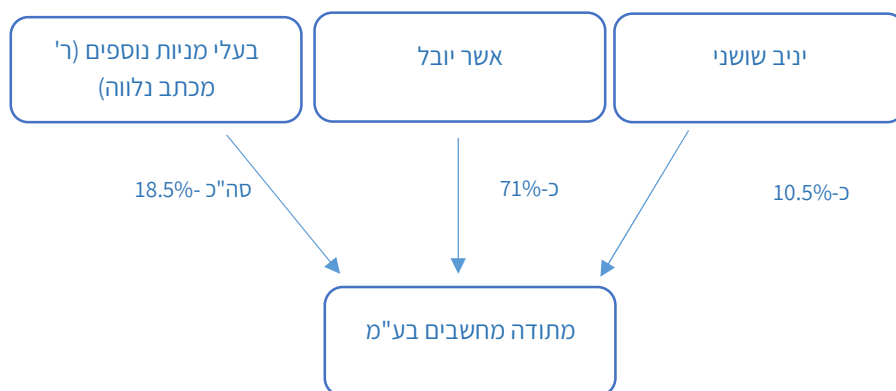 יניב שושני
אשר יובל
בעלי מניות נוספים (ר'
מכתב נלווה)
כ-10.5%
כ-71%
סה"כ -18.5%
מתודה מחשבים בע"מ